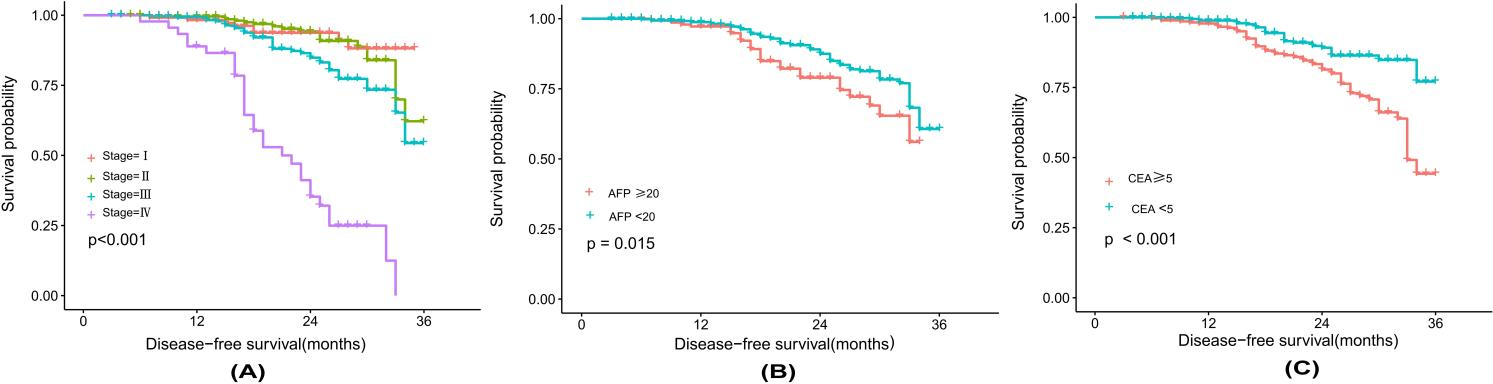 Survival probability
1.00
0.75
0.50
0.25
0.00
Stage= Ⅰ
Stage=Ⅱ
Stage=Ⅲ
Stage=Ⅳ
p<0.001
0 12 24 36
Disease−free survival(months)
(A)
Survival probability
1.00
0.75
0.50
0.25
0.00
AFP ≥20
AFP <20
p = 0.015
0 12 24 36
Disease−free survival(months)
(B)
Survival probability
1.00
0.75
0.50
0.25
0.00
CEA≥5
CEA <5
p < 0.001
0 12 24 36
Disease−free survival(months)
(C)